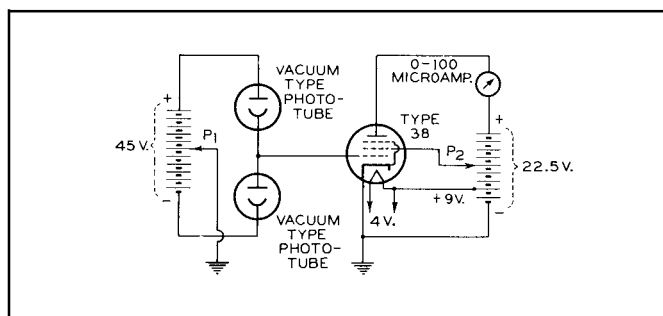 0-100
MICROAMP.
VACUUM
TYPE
PHOTO-
TUBE
TYPE
38
+
P1
45 V.
-
+
P2
22.5 V.
+9V.
-
4 V.
VACUUM
TYPE
PHOTO-
TUBE